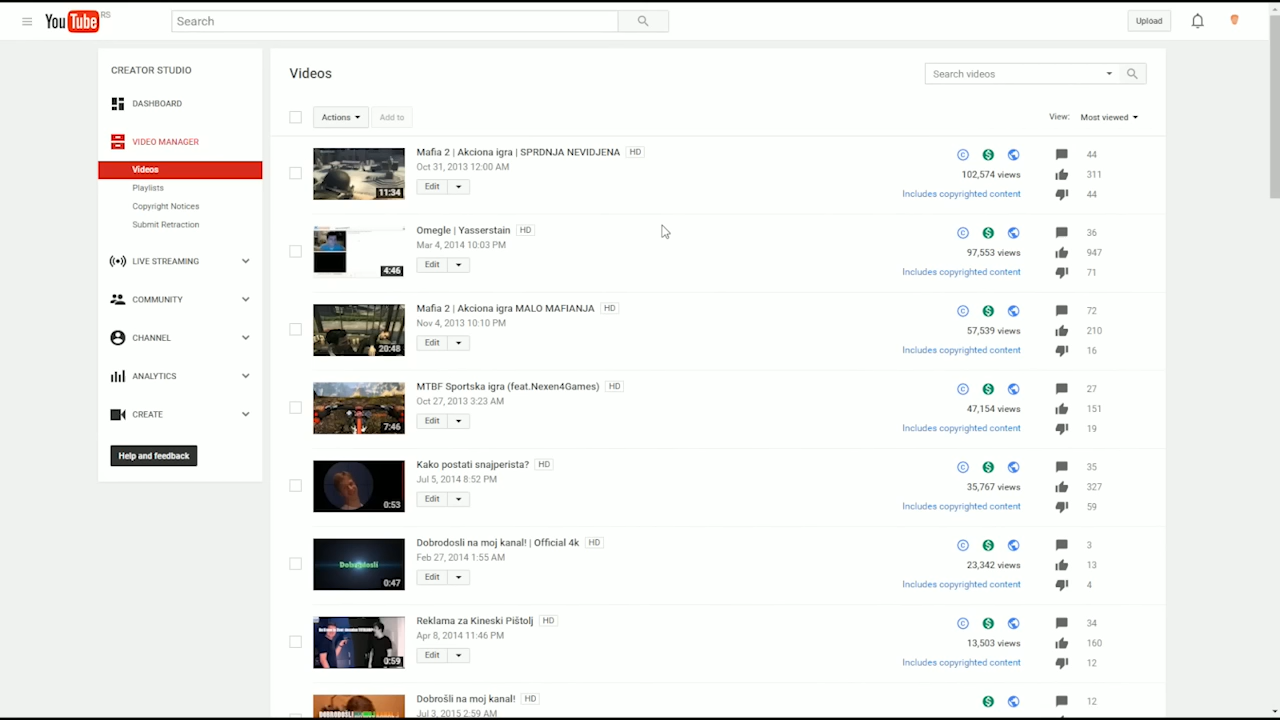 YouTube RS
Search
Upload
CREATOR STUDIO
DASHBOARD
VIDEO MANAGER
Videos
Playlists
Copyright Notices
Submit Retraction
LIVE STREAMING
COMMUNITY
CHANNEL
ANALYTICS
CREATE
Help and feedback
Videos
Search videos
Actions
Add to
View: Most viewed
11:34
Mafia 2 | Akciona igra | SPRDNJA NEVIDJENA HD
Oct 31, 2013 12:00 AM
Edit
102,574 views
Includes copyrighted content
44
311
44
4:46
Omegle | Yasserstain HD
Mar 4, 2014 10:03 PM
Edit
97,553 views
Includes copyrighted content
36
947
71
20:48
Mafia 2 | Akciona igra MALO MAFIANJA HD
Nov 4, 2013 10:10 PM
Edit
57,539 views
Includes copyrighted content
72
210
16
7:46
MTBF Sportska igra (feat.Nexen4Games) HD
Oct 27, 2013 3:23 AM
Edit
47,154 views
Includes copyrighted content
27
151
19
0:53
Kako postati snajperista? HD
Jul 5, 2014 8:52 PM
Edit
35,767 views
Includes copyrighted content
35
327
59
Dobrodosli
0:47
Dobrodosli na moj kanal! | Official 4k HD
Feb 27, 2014 1:55 AM
Edit
23,342 views
Includes copyrighted content
3
13
4
0:59
Reklama za Kineski Pištolj HD
Apr 8, 2014 11:46 PM
Edit
13,503 views
Includes copyrighted content
34
160
12
Dobrošli na moj kanal! HD
Jul 3, 2015 2:59 AM
12